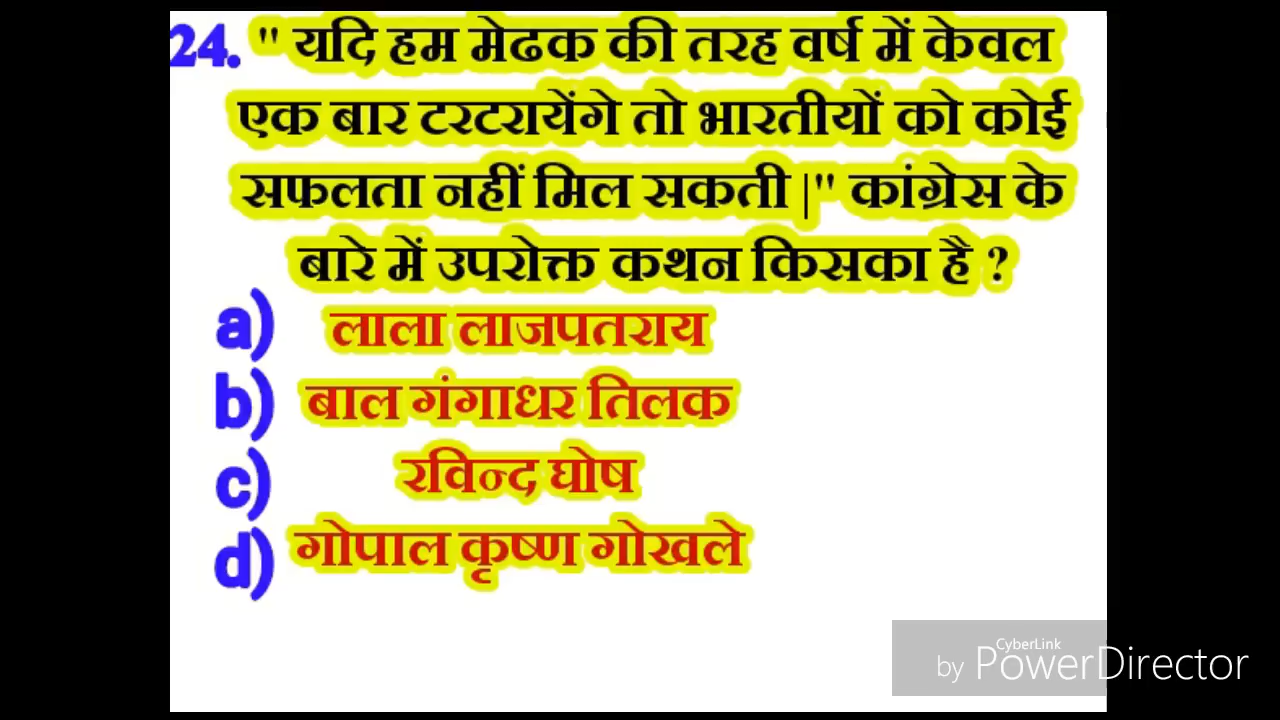 24. " यदि हम मेढक की तरह वर्ष में केवल
एक बार टरटरायेंगे तो भारतीयों को कोई
सफलता नहीं मिल सकती |" कांग्रेस के
बारे में उपरोक्त कथन किसका है ?
a) लाला लाजपतराय
b) बाल गंगाधर तिलक
c) रविन्द घोष
d) गोपाल कृष्ण गोखले
CyberLink
by PowerDirector